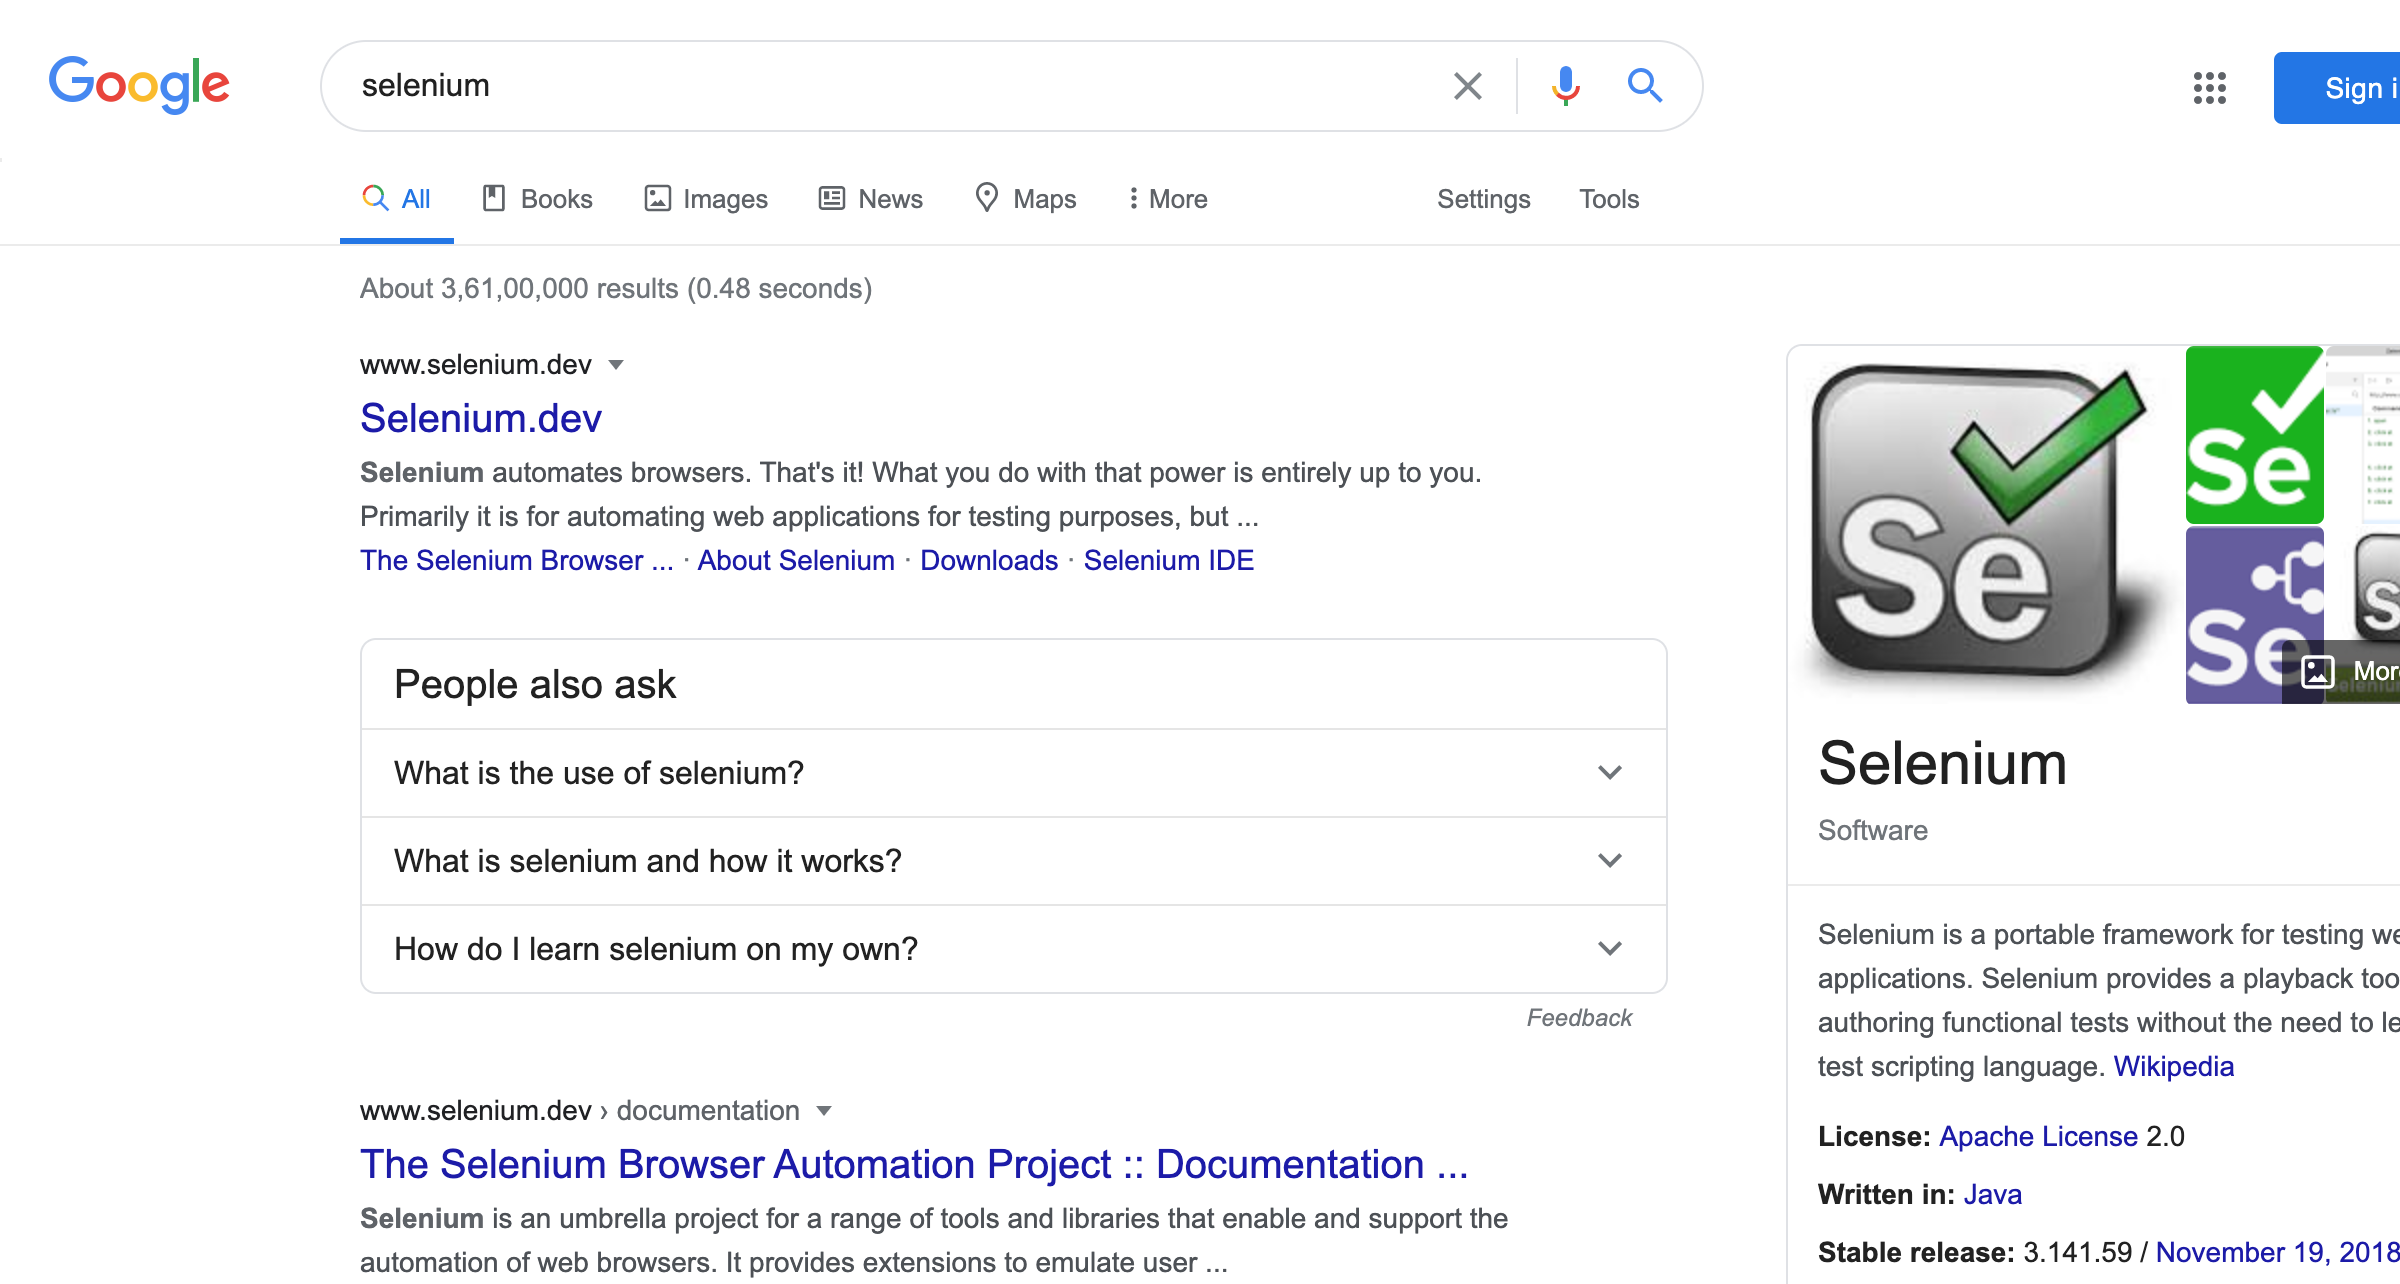 Google
selenium
Sign i
All
Books
Images
News
Maps
More
Settings
Tools
About 3,61,00,000 results (0.48 seconds)
www.selenium.dev
Selenium.dev
Selenium automates browsers. That's it! What you do with that power is entirely up to you.
Primarily it is for automating web applications for testing purposes, but ...
The Selenium Browser ... · About Selenium · Downloads · Selenium IDE
People also ask
What is the use of selenium?
What is selenium and how it works?
How do I learn selenium on my own?
Feedback
www.selenium.dev › documentation
The Selenium Browser Automation Project :: Documentation ...
Selenium is an umbrella project for a range of tools and libraries that enable and support the
automation of web browsers. It provides extensions to emulate user ...
Se
Se
Se
S
Mor
Selenium
Software
Selenium is a portable framework for testing we
applications. Selenium provides a playback too
authoring functional tests without the need to le
test scripting language. Wikipedia
License: Apache License 2.0
Written in: Java
Stable release: 3.141.59 / November 19, 2018